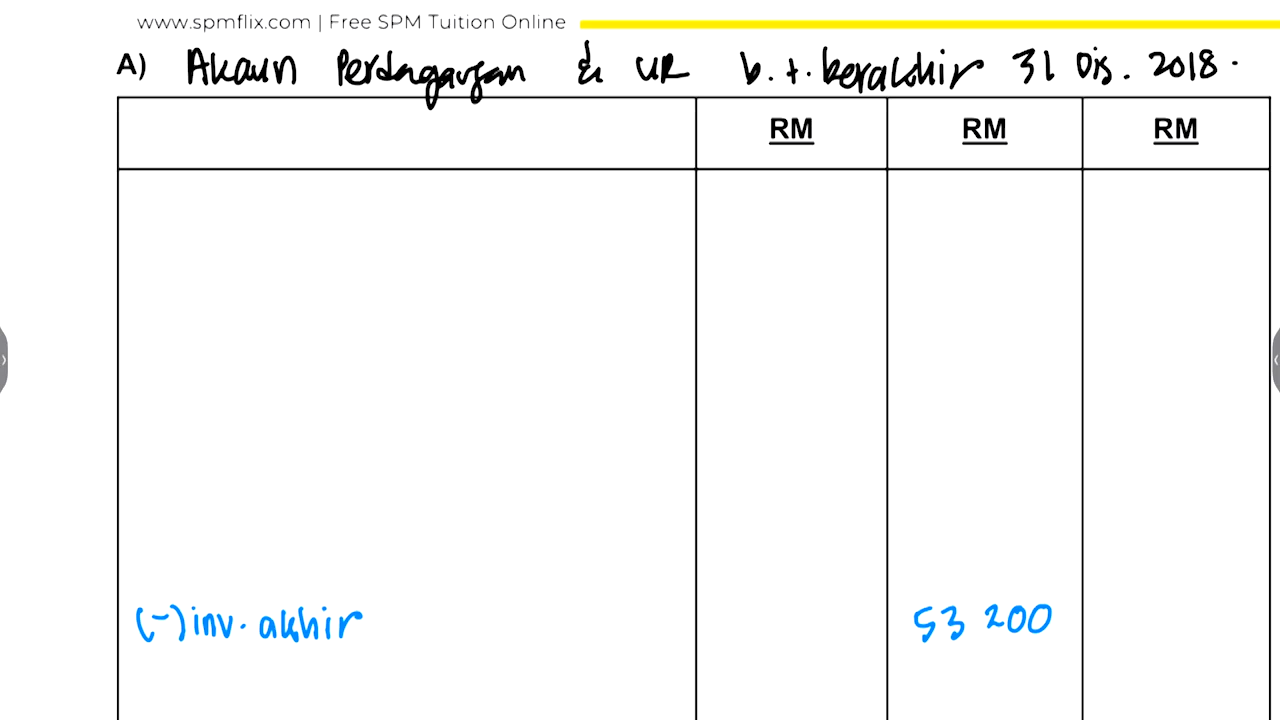 www.spmflix.com | Free SPM Tuition Online
A) Akaun Perdagangan & UR b.t. berakhir 31 Dis. 2018.
RM RM RM
(-) inv. akhir 53 200